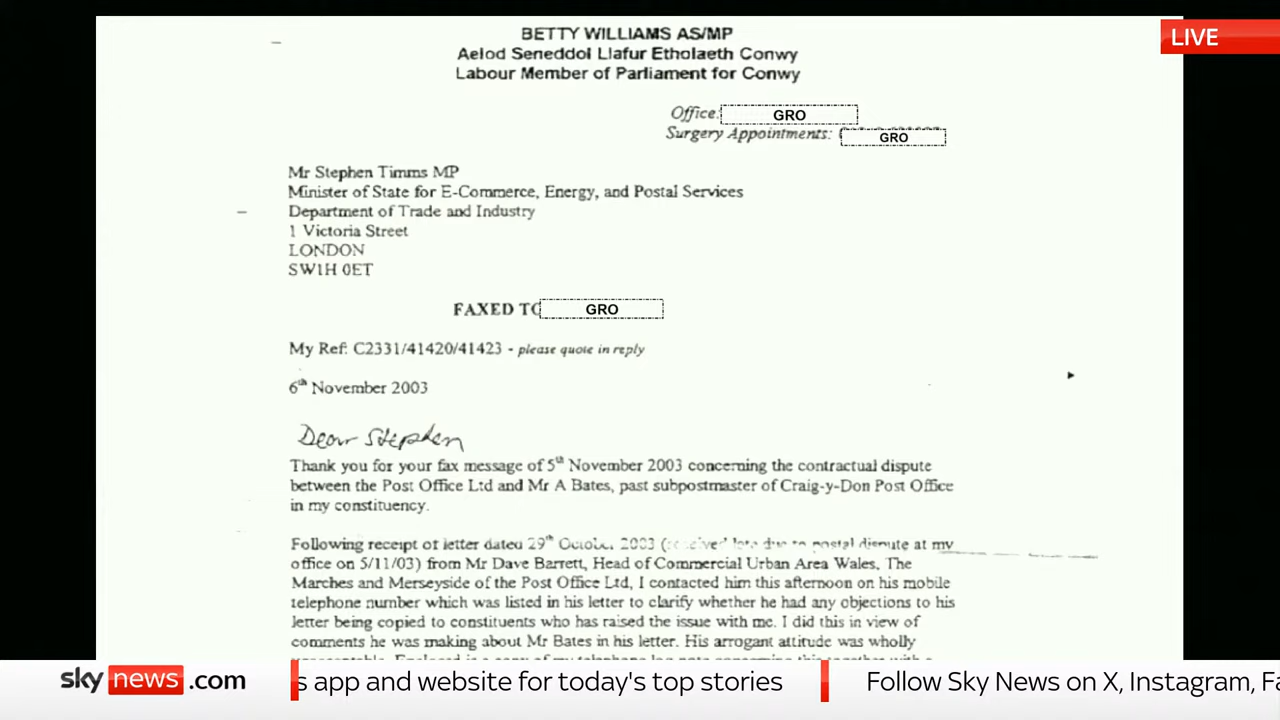 BETTY WILLIAMS AS/MP
Aelod Seneddol Llafur Etholaeth Conwy
Labour Member of Parliament for Conwy
LIVE
Office: GRO
Surgery Appointments: GRO
Mr Stephen Timms MP
Minister of State for E-Commerce, Energy, and Postal Services
Department of Trade and Industry
1 Victoria Street
LONDON
SW1H 0ET
FAXED TO GRO
My Ref: C2331/41420/41423 - please quote in reply
6th November 2003
Dear Stephen
Thank you for your fax message of 5th November 2003 concerning the contractual dispute
between the Post Office Ltd and Mr A Bates, past subpostmaster of Craig-y-Don Post Office
in my constituency.
Following receipt of letter dated 29th October 2003 (received late due to postal dispute at my
office on 5/11/03) from Mr Dave Barrett, Head of Commercial Urban Area Wales, The
Marches and Merseyside of the Post Office Ltd, I contacted him this afternoon on his mobile
telephone number which was listed in his letter to clarify whether he had any objections to his
letter being copied to constituents who has raised the issue with me. I did this in view of
comments he was making about Mr Bates in his letter. His arrogant attitude was wholly
sky news.com
s app and website for today's top stories
Follow Sky News on X, Instagram, Fa